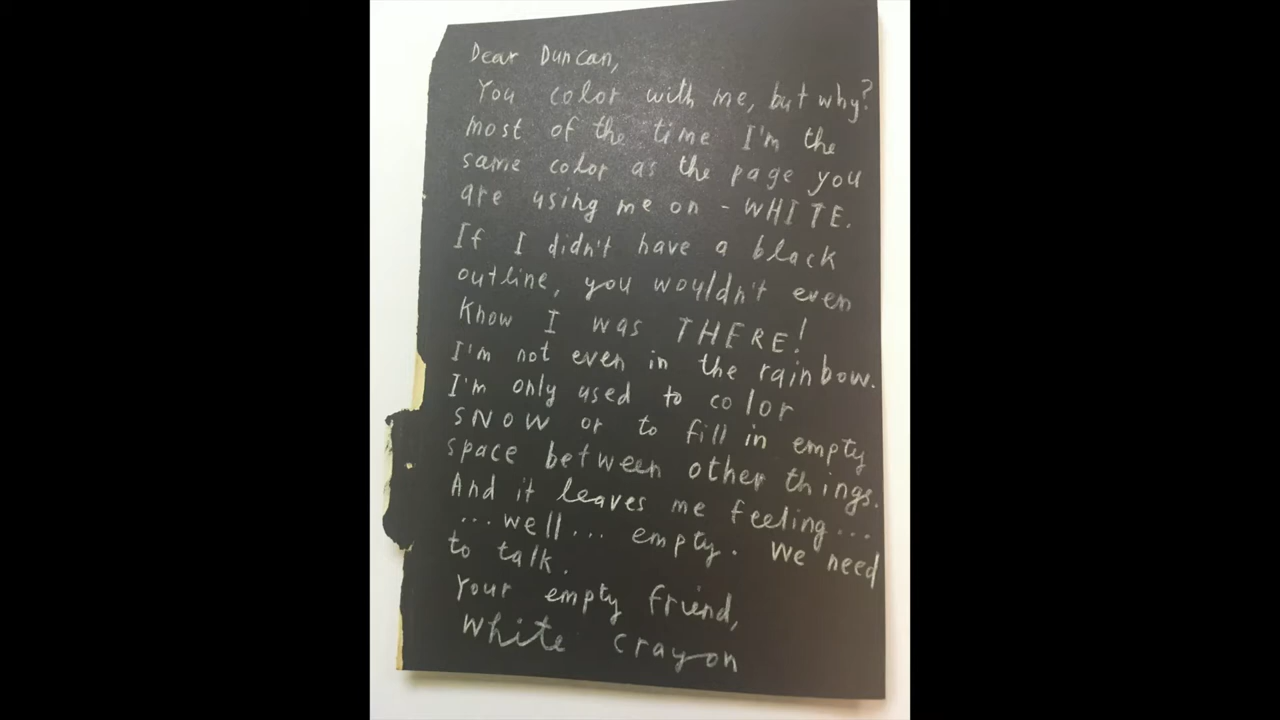 Dear Duncan,
You color with me, but why?
most of the time I'm the
same color as the page you
are using me on - WHITE.
If I didn't have a black
outline, you wouldn't even
know I was THERE!
I'm not even in the rainbow.
I'm only used to color
SNOW or to fill in empty
space between other things.
And it leaves me feeling...
...well... empty. We need
to talk.
Your empty friend,
White crayon